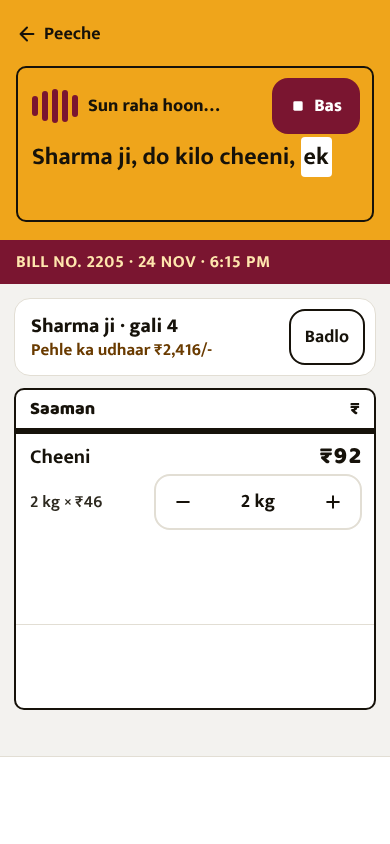 ← Peeche
Sun raha hoon...
Bas
Sharma ji, do kilo cheeni, ek
BILL NO. 2205 · 24 NOV · 6:15 PM
Sharma ji · gali 4
Pehle ka udhaar ₹2,416/-
Badlo
Saaman ₹
Cheeni ₹92
2 kg × ₹46
− 2 kg +